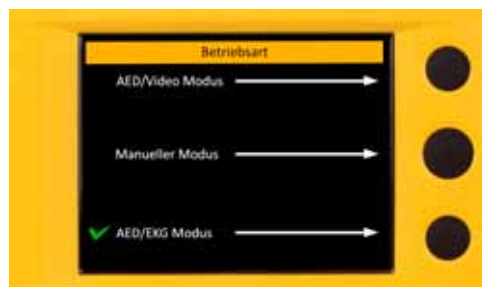 Betriebsart
AED/Video Modus
Manueller Modus
AED/EKG Modus